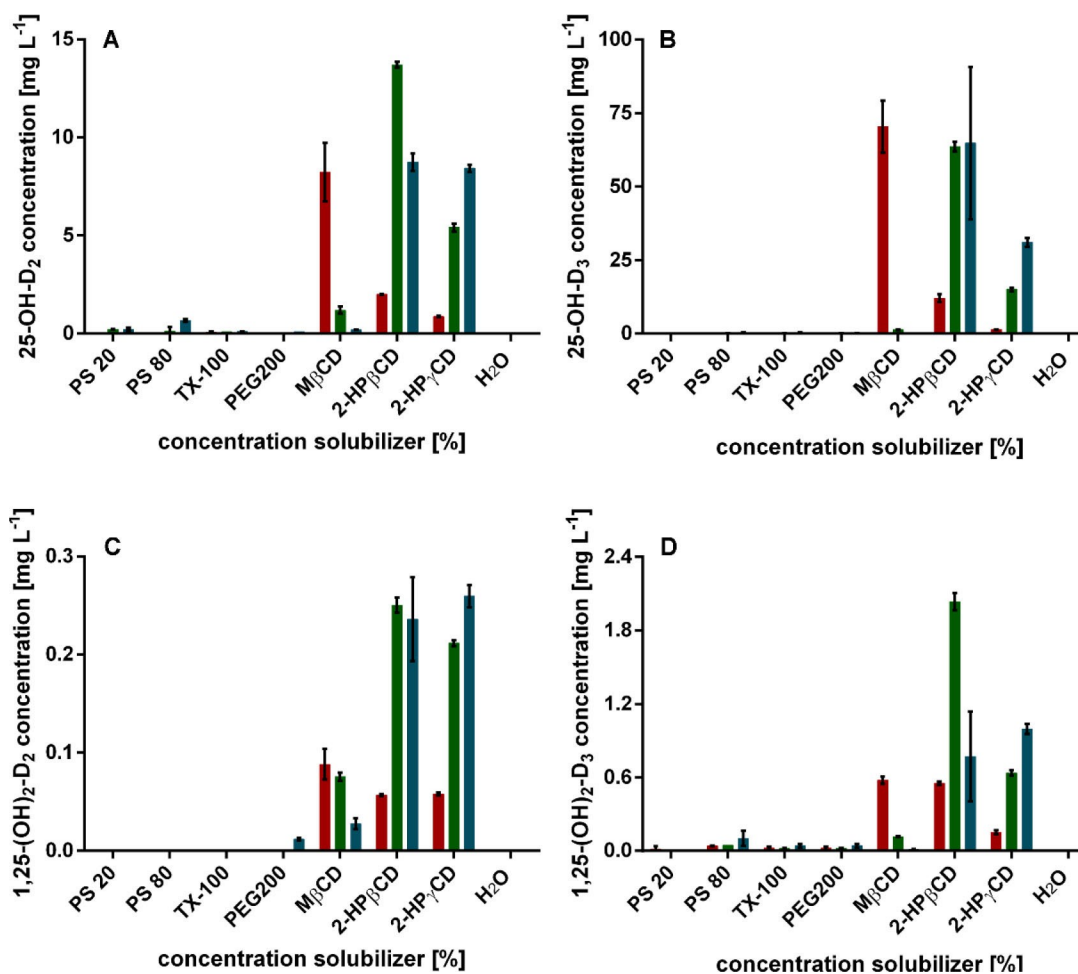 A
25-OH-D₂ concentration [mg L⁻¹]
15
10
5
0
PS 20
PS 80
TX-100
PEG200
MβCD
2-HPβCD
2-HPγCD
H₂O
concentration solubilizer [%]
B
25-OH-D₃ concentration [mg L⁻¹]
100
75
50
25
0
PS 20
PS 80
TX-100
PEG200
MβCD
2-HPβCD
2-HPγCD
H₂O
concentration solubilizer [%]
C
1,25-(OH)₂-D₂ concentration [mg L⁻¹]
0.3
0.2
0.1
0.0
PS 20
PS 80
TX-100
PEG200
MβCD
2-HPβCD
2-HPγCD
H₂O
concentration solubilizer [%]
D
1,25-(OH)₂-D₃ concentration [mg L⁻¹]
2.4
1.8
1.2
0.6
0.0
PS 20
PS 80
TX-100
PEG200
MβCD
2-HPβCD
2-HPγCD
H₂O
concentration solubilizer [%]